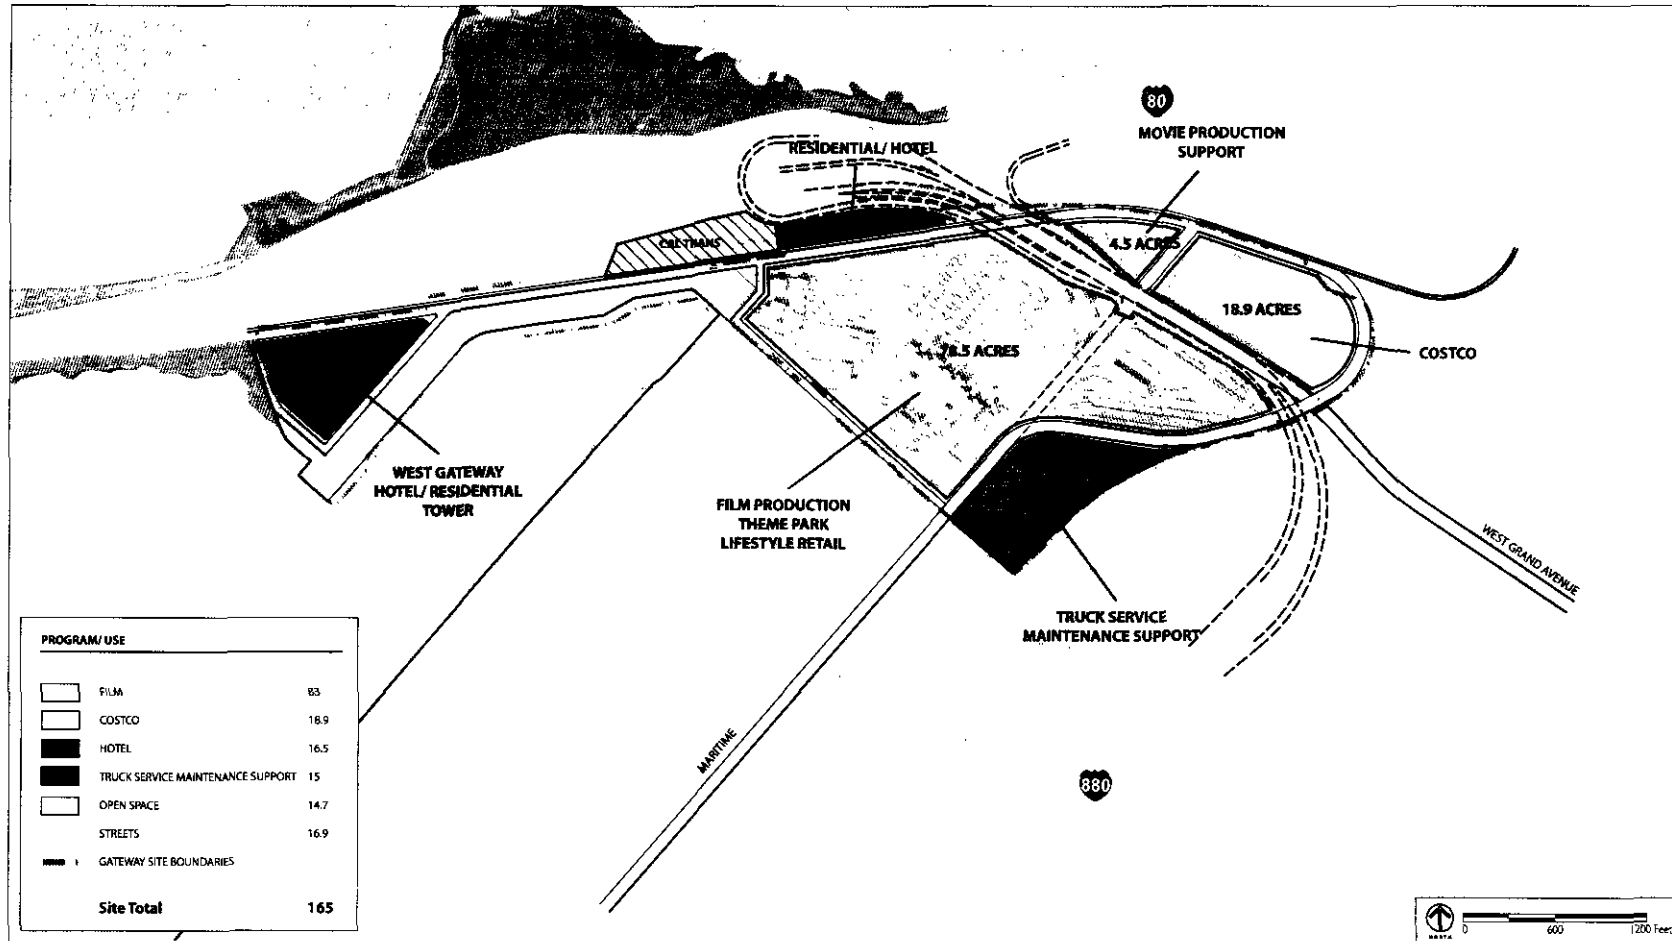 80
MOVIE PRODUCTION
SUPPORT
RESIDENTIAL/ HOTEL
CAL TRANS
4.5 ACRES
18.9 ACRES
COSTCO
78.5 ACRES
WEST GATEWAY
HOTEL/ RESIDENTIAL
TOWER
FILM PRODUCTION
THEME PARK
LIFESTYLE RETAIL
WEST GRAND AVENUE
TRUCK SERVICE
MAINTENANCE SUPPORT
MARITIME
880
PROGRAM/ USE
FILM 83
COSTCO 18.9
HOTEL 16.5
TRUCK SERVICE MAINTENANCE SUPPORT 15
OPEN SPACE 14.7
STREETS 16.9
GATEWAY SITE BOUNDARIES
Site Total 165
NORTH
0 600 1200 Feet